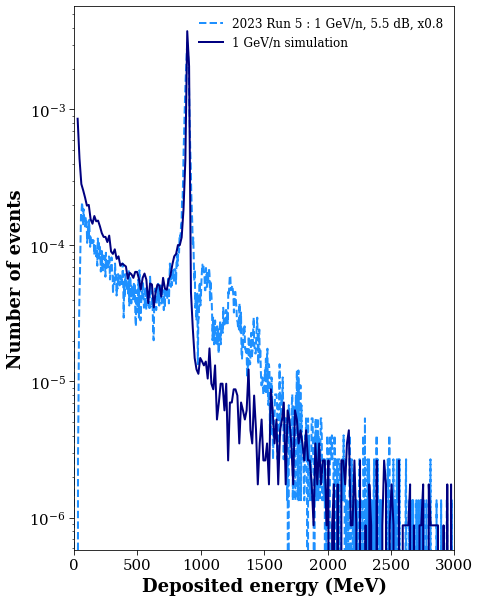 2023 Run 5 : 1 GeV/n, 5.5 dB, x0.8
1 GeV/n simulation
Number of events
10⁻³
10⁻⁴
10⁻⁵
10⁻⁶
0 500 1000 1500 2000 2500 3000
Deposited energy (MeV)